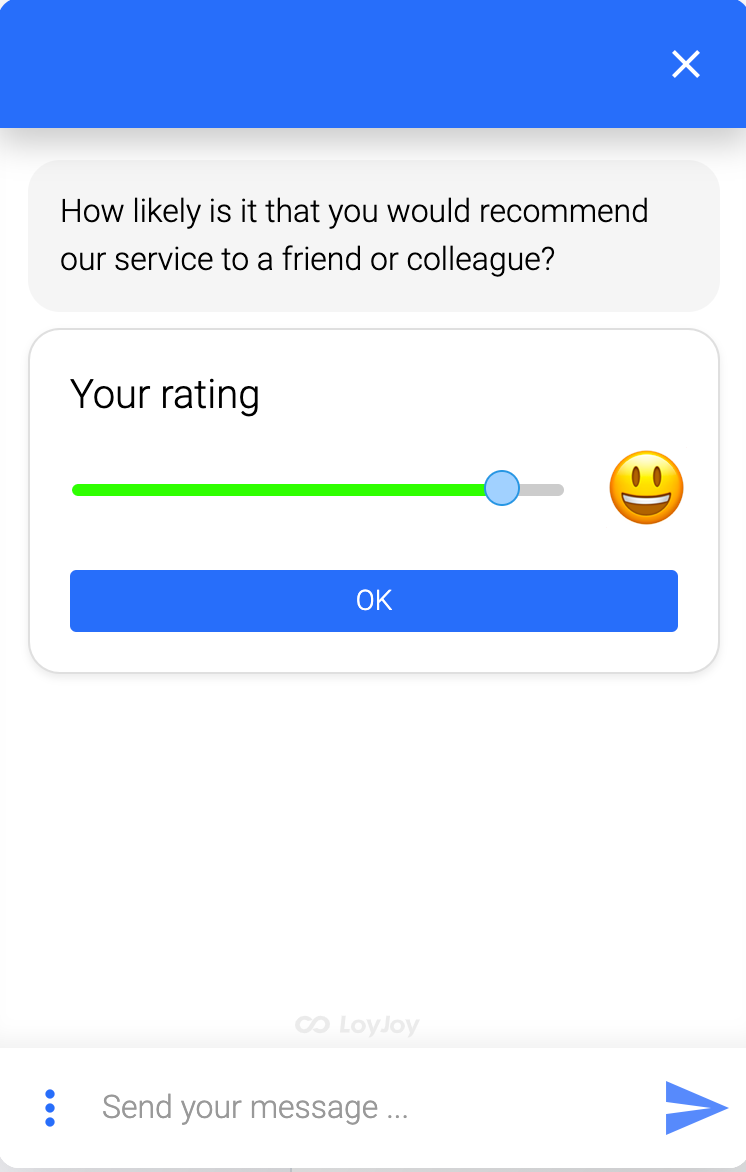 How likely is it that you would recommend
our service to a friend or colleague?
Your rating
OK
LoyJoy
Send your message ...